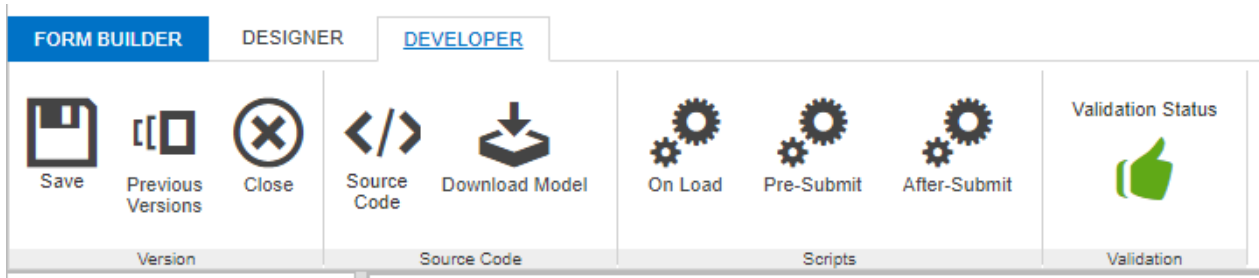 FORM BUILDER DESIGNER DEVELOPER
Save
Previous
Versions
Close
Source
Code
Download Model
On Load
Pre-Submit
After-Submit
Validation Status
Version
Source Code
Scripts
Validation